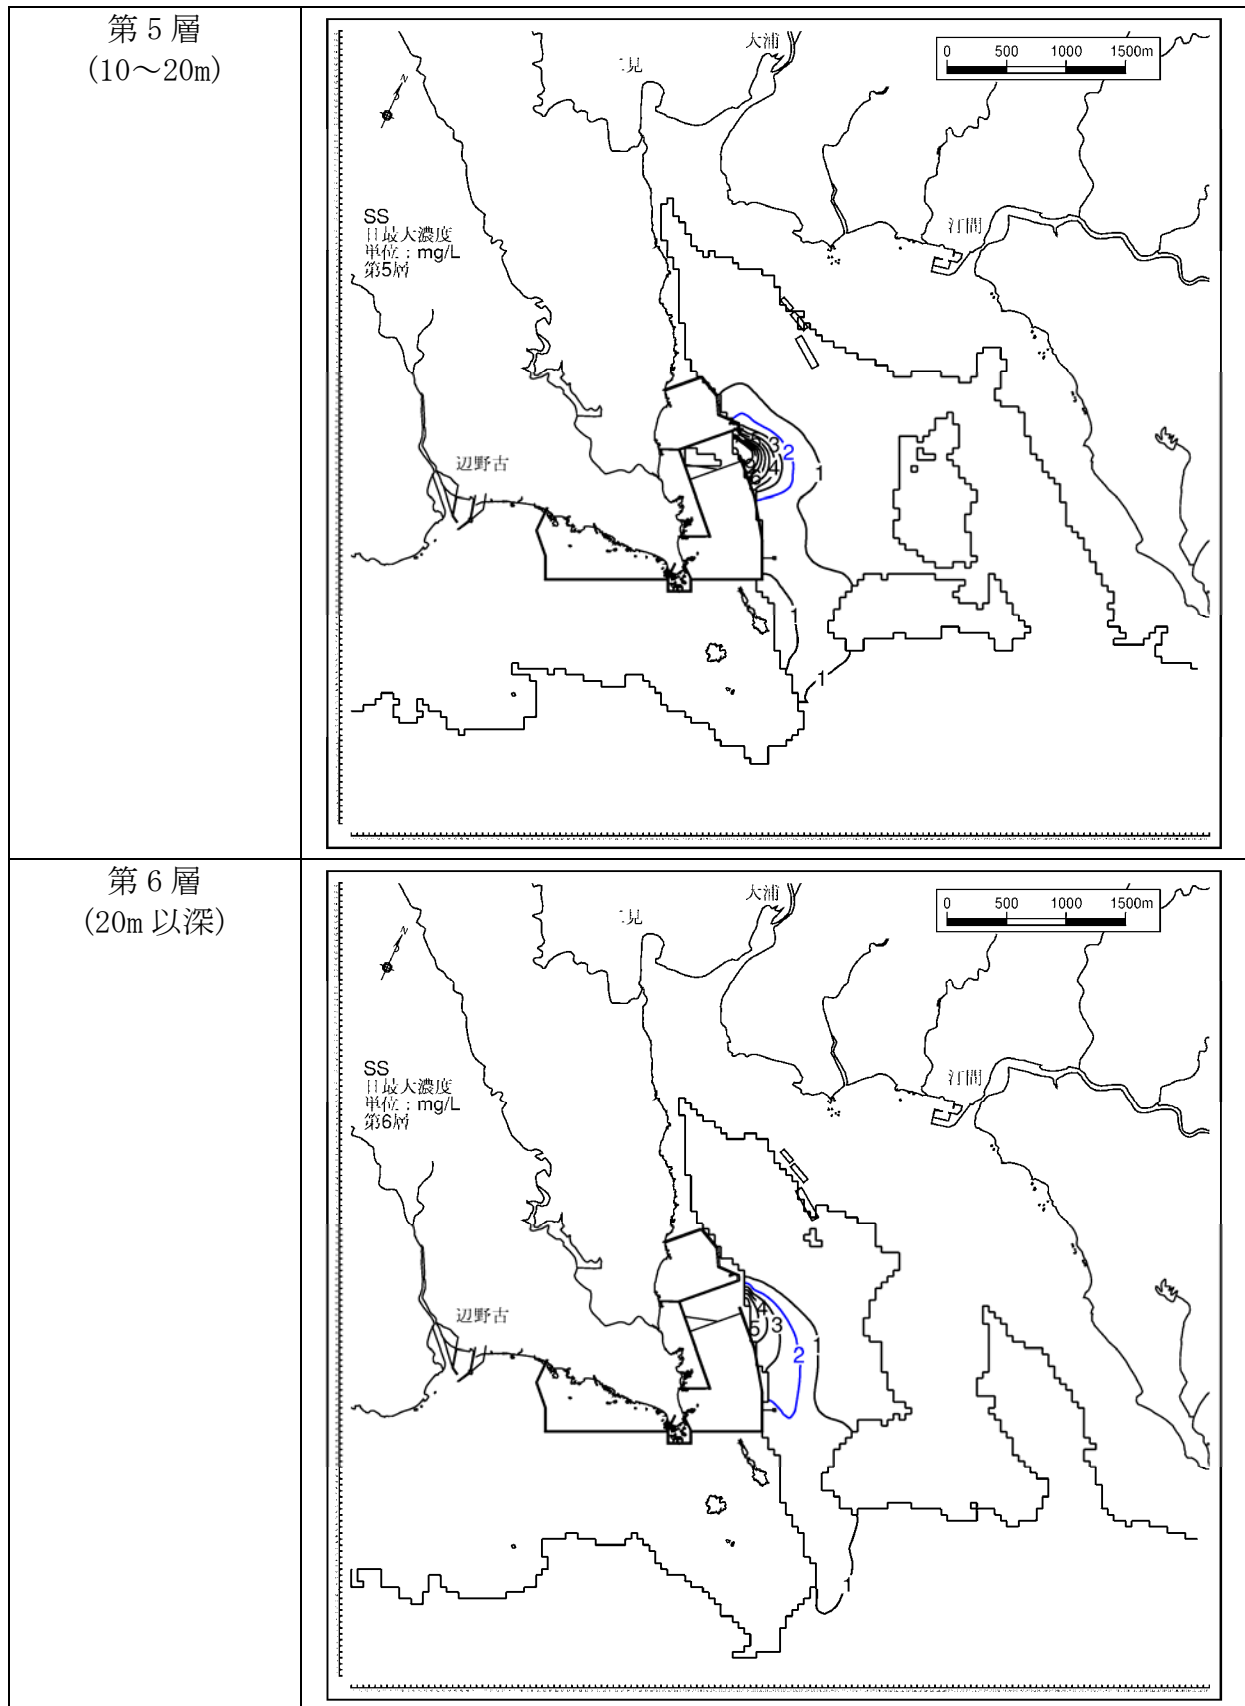 第５層
(10～20m)
大浦
二見
0 500 1000 1500m
N
SS
日最大濃度
単位：mg/L
第5層
汀間
辺野古
3
2
4
1
1
1
第６層
(20m 以深)
大浦
二見
0 500 1000 1500m
N
SS
日最大濃度
単位：mg/L
第6層
汀間
辺野古
4
3
5
2
1
1